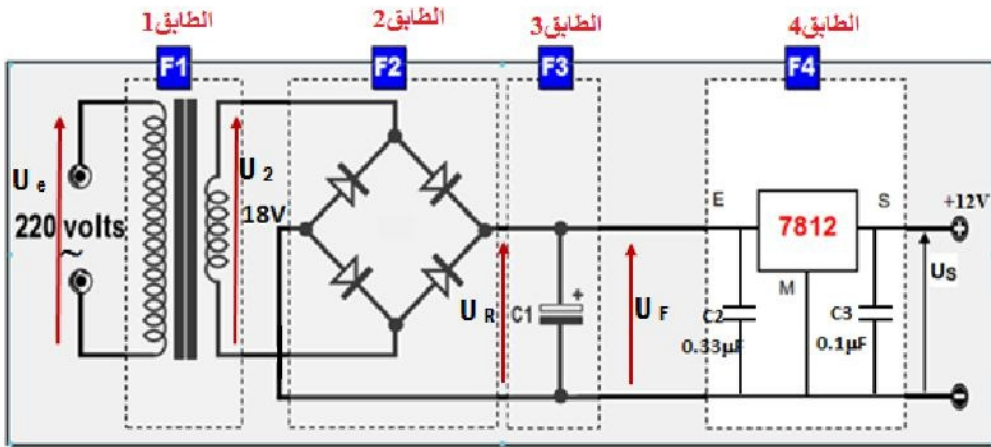 الطابق1 الطابق2 الطابق3 الطابق4
F1 F2 F3 F4
U e
220 volts
~
U 2
18V
U R
C1
+
U F
E
7812
S
M
C2
0.33µF
C3
0.1µF
+12V
+
U S
-